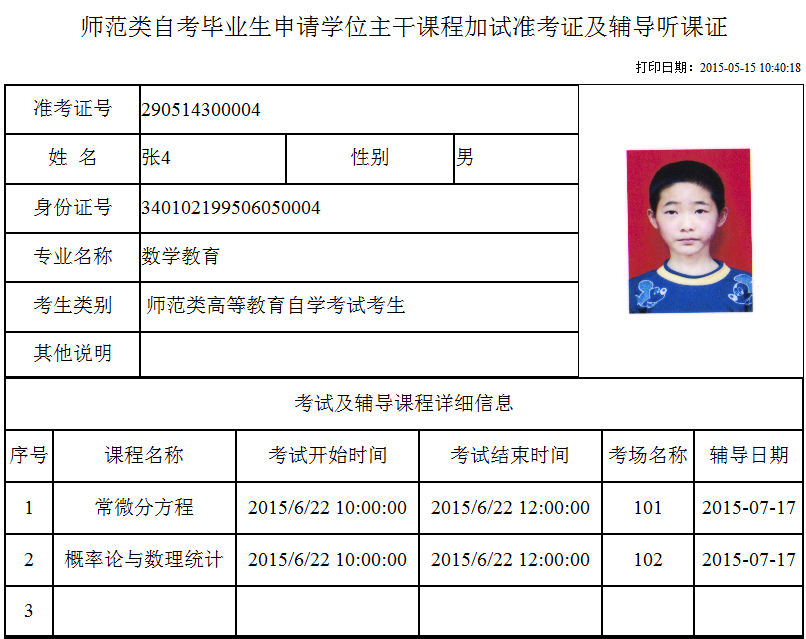 师范类自考毕业生申请学位主干课程加试准考证及辅导听课证
打印日期：2015-05-15 10:40:18
准考证号 290514300004
姓 名 张4 性别 男
身份证号 340102199506050004
专业名称 数学教育
考生类别 师范类高等教育自学考试考生
其他说明
考试及辅导课程详细信息
序号 课程名称 考试开始时间 考试结束时间 考场名称 辅导日期
1 常微分方程 2015/6/22 10:00:00 2015/6/22 12:00:00 101 2015-07-17
2 概率论与数理统计 2015/6/22 10:00:00 2015/6/22 12:00:00 102 2015-07-17
3